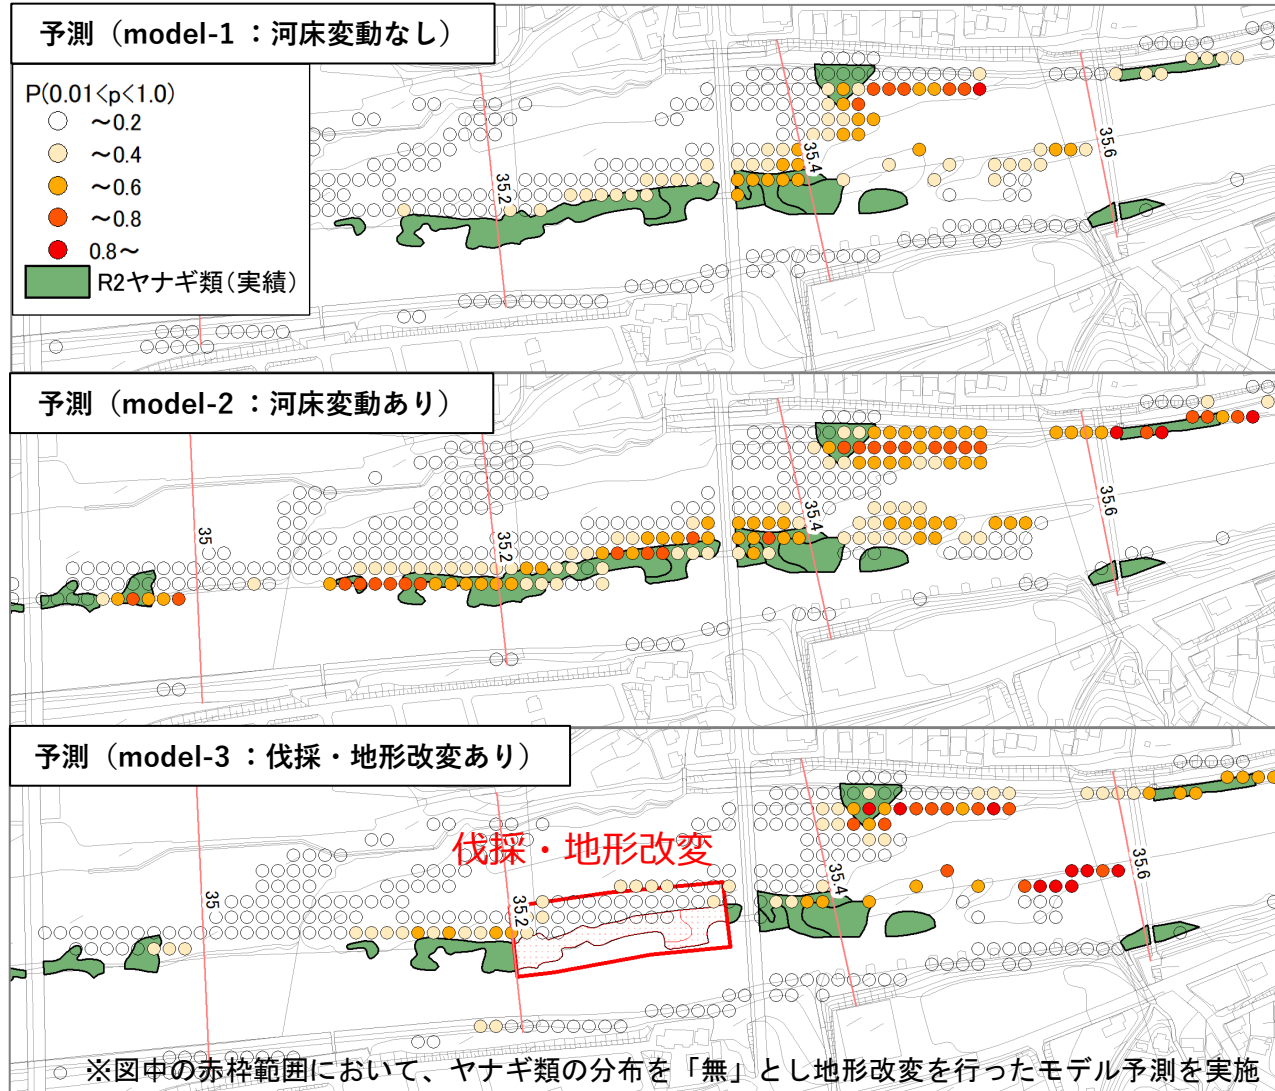 予測（model-1 ：河床変動なし）
P(0.01<p<1.0)
～0.2
～0.4
～0.6
～0.8
0.8～
R2ヤナギ類(実績)
35.2
35.4
35.6
予測（model-2 ：河床変動あり）
35
35.2
35.4
35.6
予測（model-3 ：伐採・地形改変あり）
伐採・地形改変
35
35.2
35.4
35.6
※図中の赤枠範囲において、ヤナギ類の分布を「無」とし地形改変を行ったモデル予測を実施